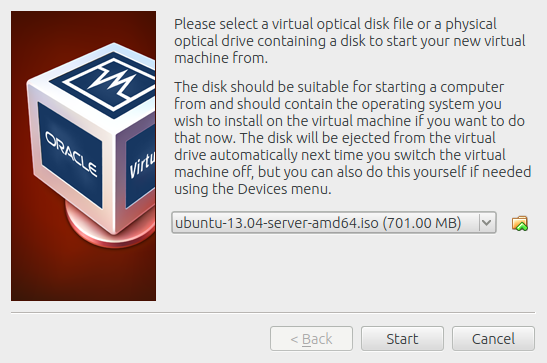 Please select a virtual optical disk file or a physical
optical drive containing a disk to start your new virtual
machine from.
The disk should be suitable for starting a computer
from and should contain the operating system you
wish to install on the virtual machine if you want to do
that now. The disk will be ejected from the virtual
drive automatically next time you switch the virtual
machine off, but you can also do this yourself if needed
using the Devices menu.
ORACLE
Virtu
ubuntu-13.04-server-amd64.iso (701.00 MB)
< Back
Start
Cancel